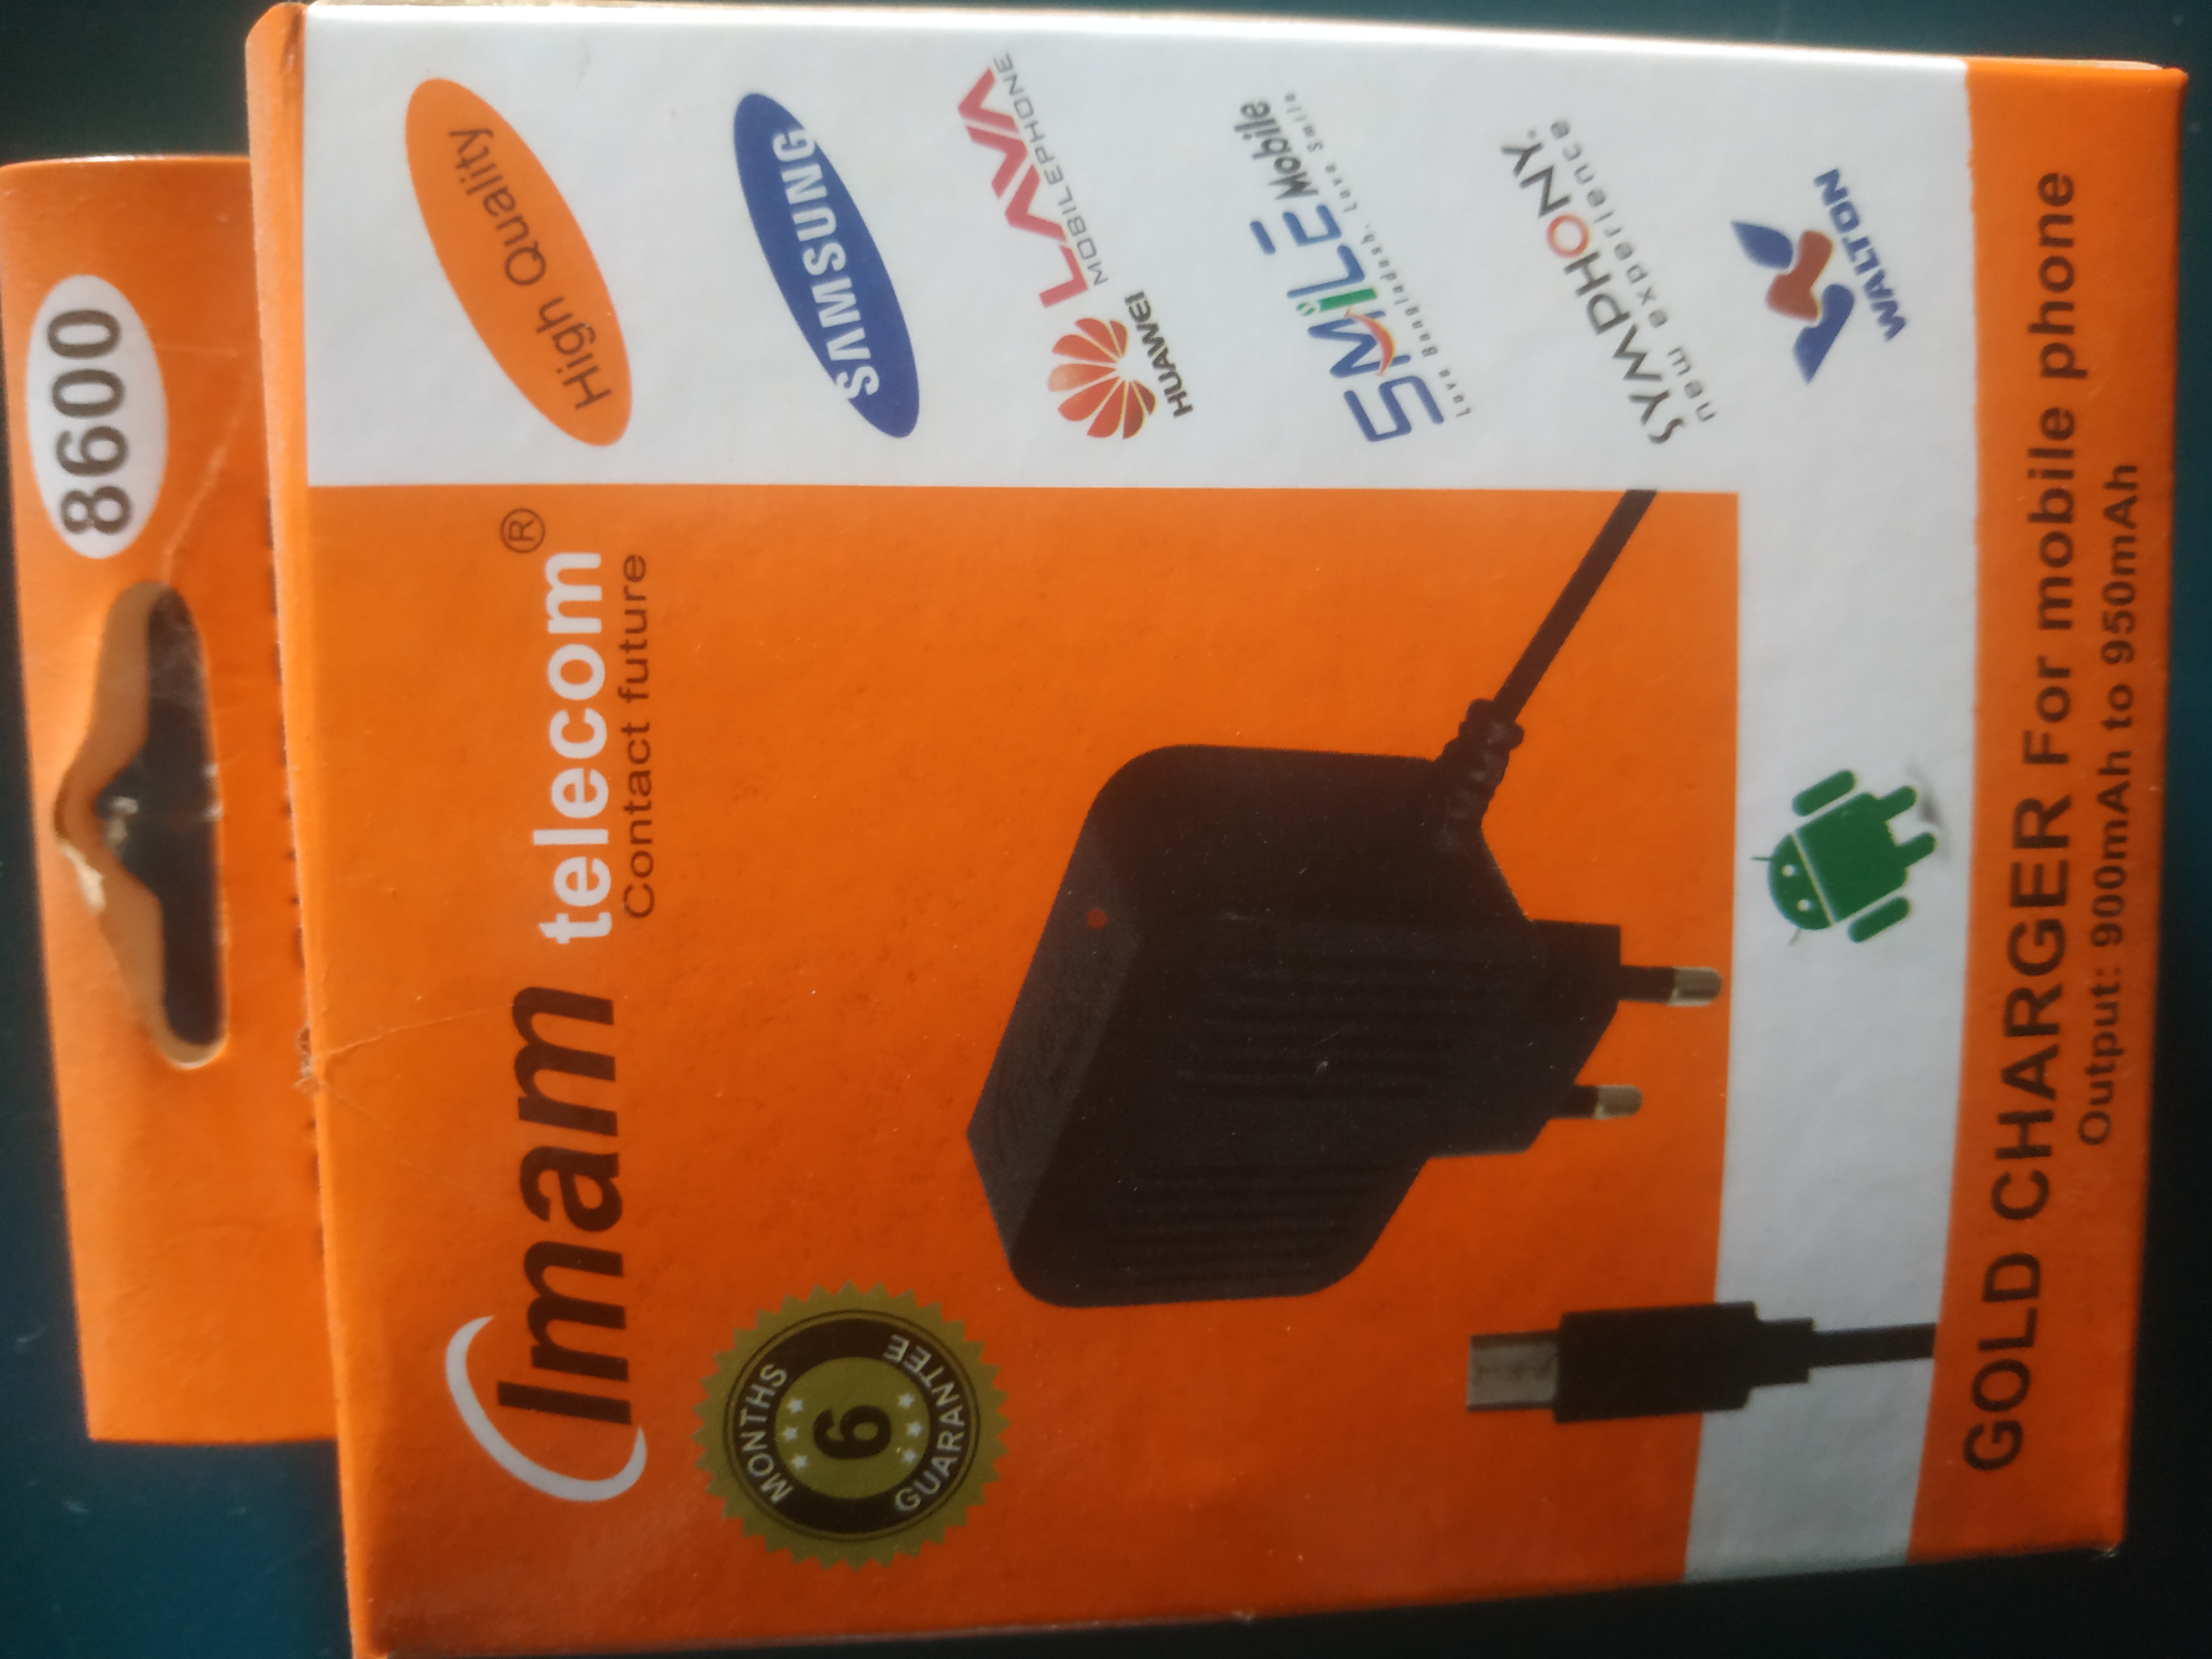 8600
Imam telecom®
Contact future
High Quality
MONTHS
6
GUARANTEE
SAMSUNG
LAVA
MOBILEPHONE
HUAWEI
SMiLE Mobile
Love Bangladesh. Love Smile
SYMPHONY
new experience
WALTON
GOLD CHARGER For mobile phone
Output: 900mAh to 950mAh